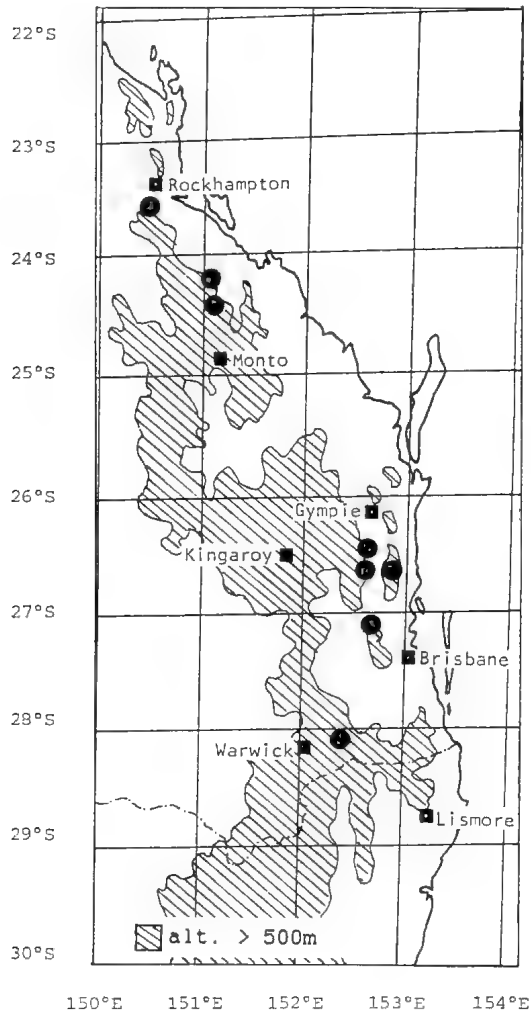 22°S
23°S
Rockhampton
24°S
Monto
25°S
26°S
Gympie
Kingaroy
27°S
Brisbane
28°S
Warwick
Lismore
29°S
alt. > 500m
30°S
150°E 151°E 152°E 153°E 154°E